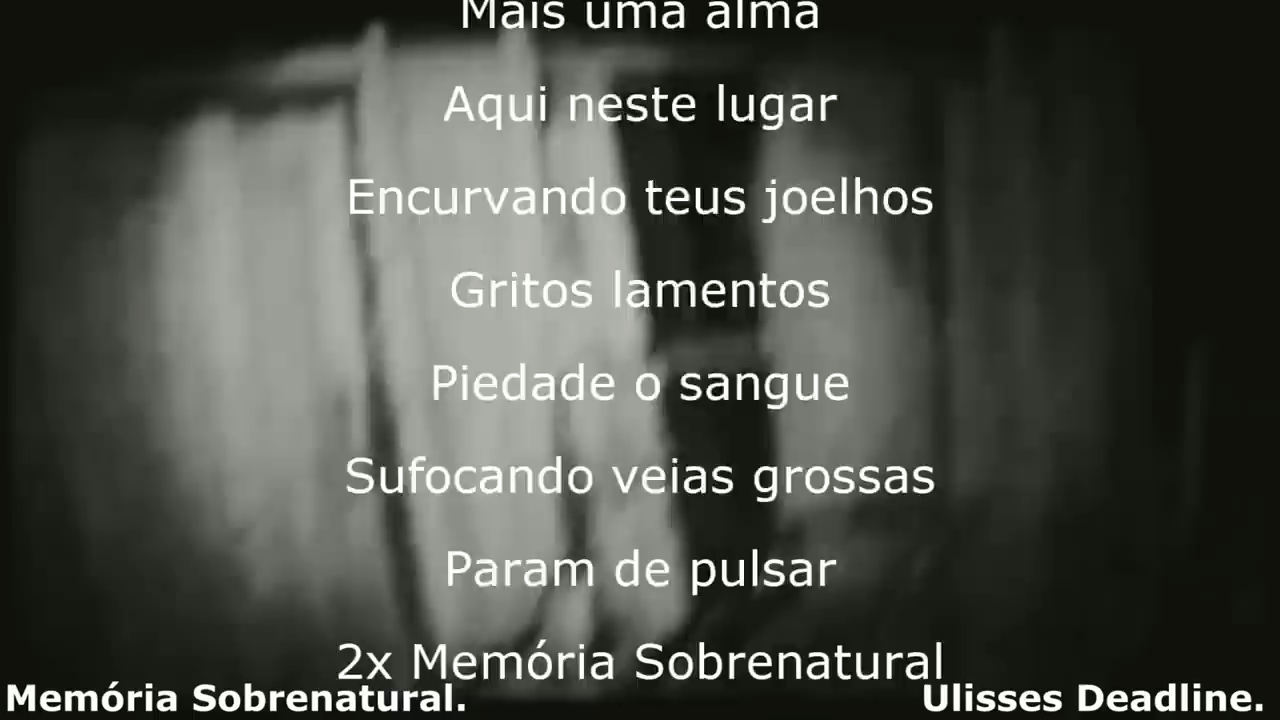 Mais uma alma
Aqui neste lugar
Encurvando teus joelhos
Gritos lamentos
Piedade o sangue
Sufocando veias grossas
Param de pulsar
2x Memória Sobrenatural
Memória Sobrenatural.
Ulisses Deadline.